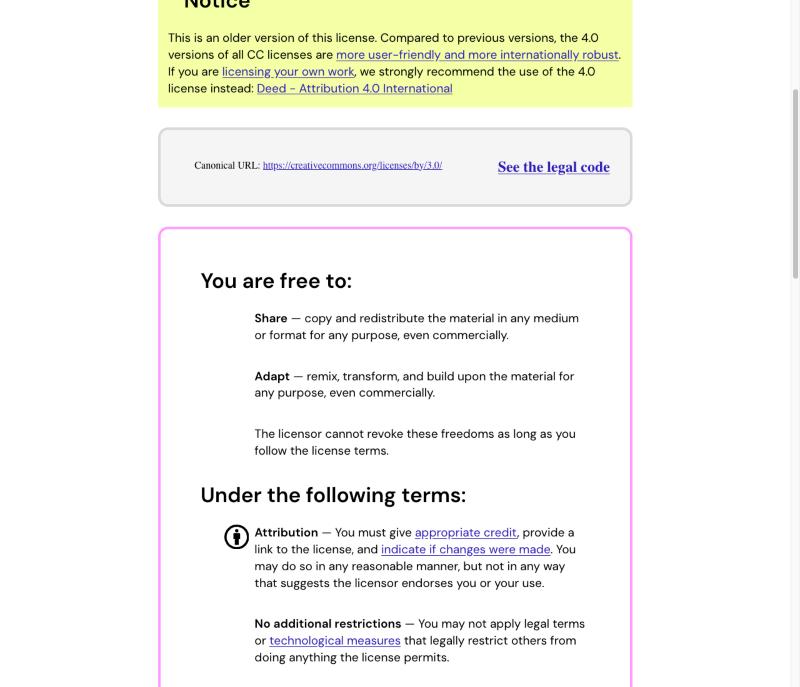 Notice
This is an older version of this license. Compared to previous versions, the 4.0
versions of all CC licenses are more user-friendly and more internationally robust.
If you are licensing your own work, we strongly recommend the use of the 4.0
license instead: Deed - Attribution 4.0 International
Canonical URL: https://creativecommons.org/licenses/by/3.0/
See the legal code
You are free to:
Share — copy and redistribute the material in any medium
or format for any purpose, even commercially.
Adapt — remix, transform, and build upon the material for
any purpose, even commercially.
The licensor cannot revoke these freedoms as long as you
follow the license terms.
Under the following terms:
Attribution — You must give appropriate credit, provide a
link to the license, and indicate if changes were made. You
may do so in any reasonable manner, but not in any way
that suggests the licensor endorses you or your use.
No additional restrictions — You may not apply legal terms
or technological measures that legally restrict others from
doing anything the license permits.